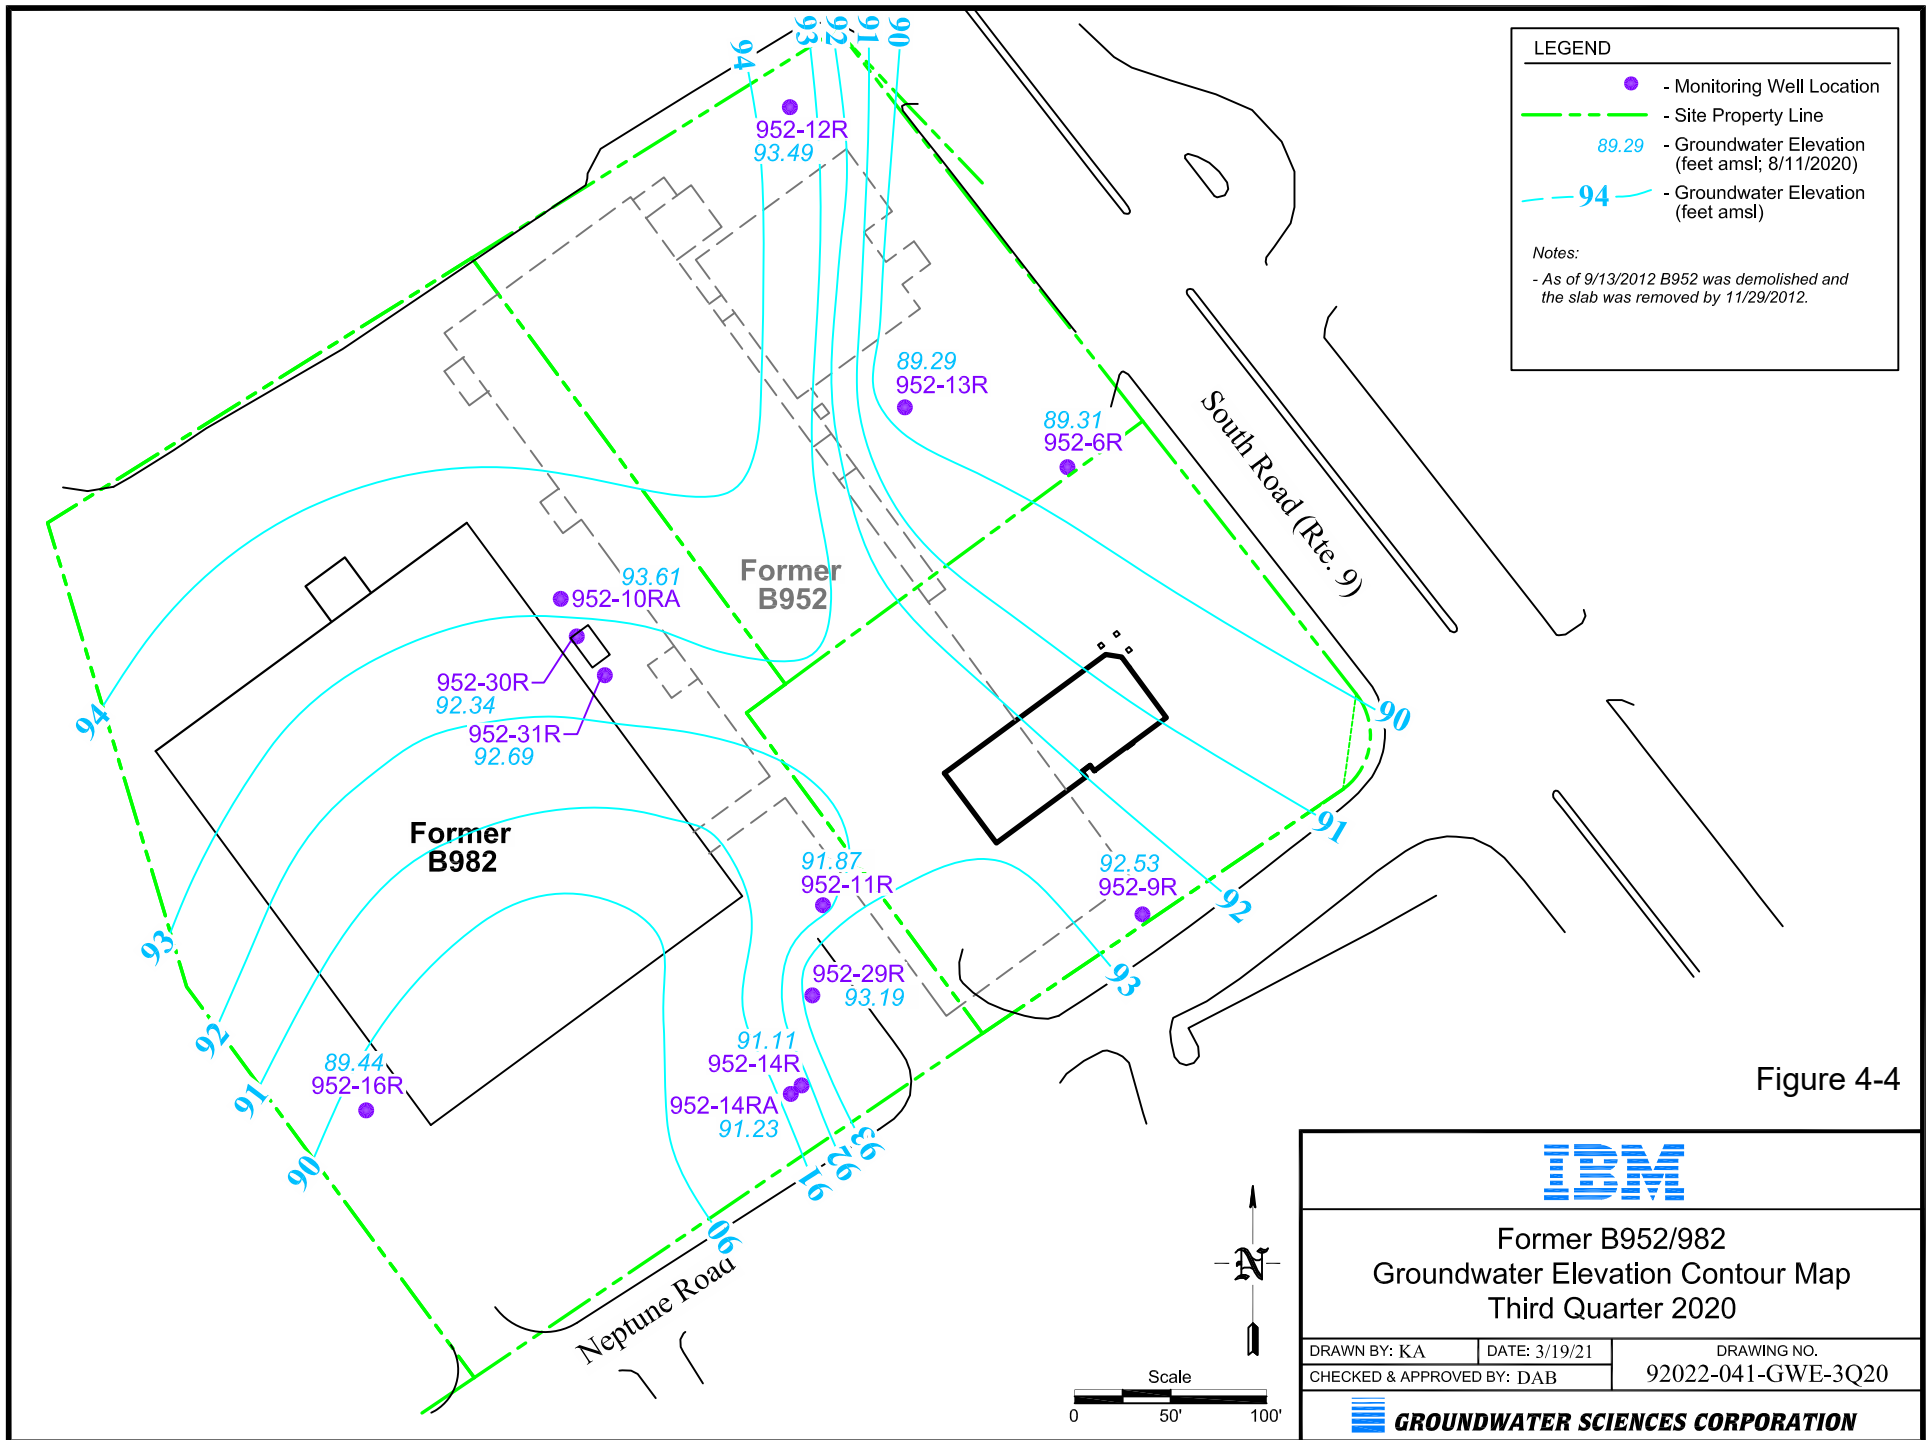 94
93
92
91
90
952-12R
93.49
89.29
952-13R
89.31
952-6R
South Road (Rte. 9)
Former
B952
93.61
952-10RA
952-30R
92.34
952-31R
92.69
94
90
Former
B982
91.87
952-11R
92.53
952-9R
91
92
93
93
952-29R
93.19
92
91.11
952-14R
952-14RA
91.23
89.44
952-16R
91
90
93
92
91
90
Neptune Road
LEGEND
- Monitoring Well Location
- Site Property Line
89.29 - Groundwater Elevation
(feet amsl; 8/11/2020)
94 - Groundwater Elevation
(feet amsl)
Notes:
- As of 9/13/2012 B952 was demolished and
the slab was removed by 11/29/2012.
Figure 4-4
N
Scale
0 50' 100'
IBM
Former B952/982
Groundwater Elevation Contour Map
Third Quarter 2020
DRAWN BY: KA DATE: 3/19/21 DRAWING NO.
CHECKED & APPROVED BY: DAB 92022-041-GWE-3Q20
GROUNDWATER SCIENCES CORPORATION